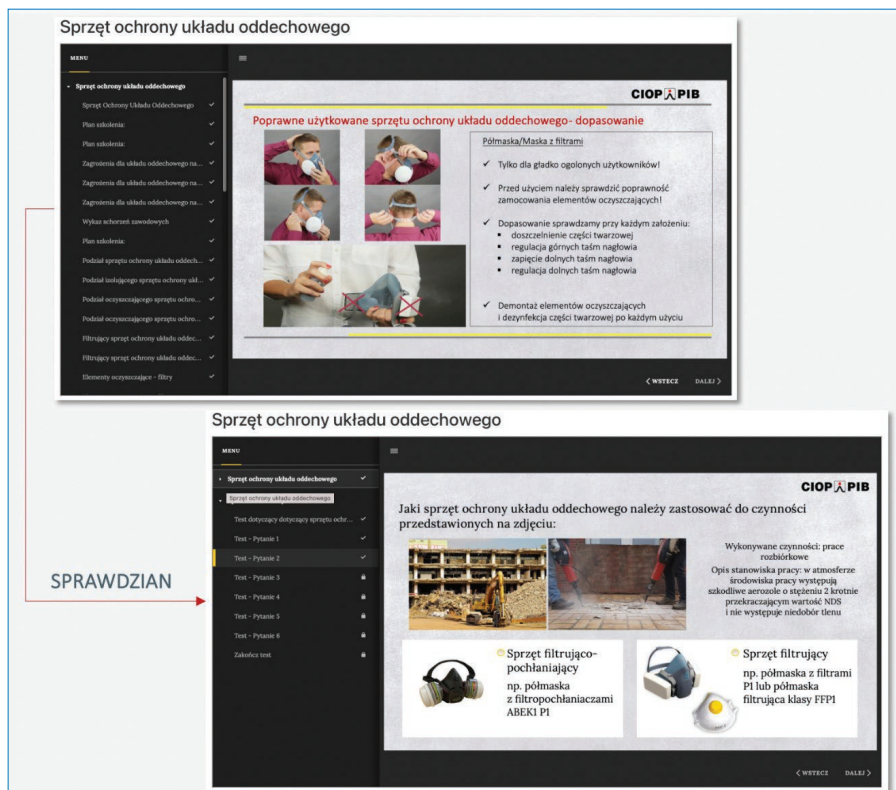 Sprzęt ochrony układu oddechowego
MENU
Sprzęt ochrony układu oddechowego
Sprzęt Ochrony Układu Oddechowego
Plan szkolenia:
Plan szkolenia:
Zagrożenia dla układu oddechowego na...
Zagrożenia dla układu oddechowego na...
Zagrożenia dla układu oddechowego na...
Wykaz schorzeń zawodowych
Plan szkolenia:
Podział sprzętu ochrony układu oddech...
Podział izolującego sprzętu ochrony ukł...
Podział oczyszczającego sprzętu ochro...
Podział oczyszczającego sprzętu ochro...
Filtrujący sprzęt ochrony układu oddec...
Filtrujący sprzęt ochrony układu oddec...
Elementy oczyszczające - filtry
CIOP PIB
Poprawne użytkowane sprzętu ochrony układu oddechowego- dopasowanie
Półmaska/Maska z filtrami
✓ Tylko dla gładko ogolonych użytkowników!
✓ Przed użyciem należy sprawdzić poprawność
zamocowania elementów oczyszczających!
✓ Dopasowanie sprawdzamy przy każdym założeniu:
▪ doszczelnienie części twarzowej
▪ regulacja górnych taśm nagłowia
▪ zapięcie dolnych taśm nagłowia
▪ regulacja dolnych taśm nagłowia
✓ Demontaż elementów oczyszczających
i dezynfekcja części twarzowej po każdym użyciu
< WSTECZ DALEJ >
SPRAWDZIAN
Sprzęt ochrony układu oddechowego
MENU
Sprzęt ochrony układu oddechowego
Sprzęt ochrony układu oddechowego
Test dotyczący dotyczący sprzętu ochr...
Test - Pytanie 1
Test - Pytanie 2
Test - Pytanie 3
Test - Pytanie 4
Test - Pytanie 5
Test - Pytanie 6
Zakończ test
CIOP PIB
Jaki sprzęt ochrony układu oddechowego należy zastosować do czynności
przedstawionych na zdjęciu:
Wykonywane czynności: prace
rozbiórkowe
Opis stanowiska pracy: w atmosferze
środowiska pracy występują
szkodliwe aerozole o stężeniu 2 krotnie
przekraczającym wartość NDS
i nie występuje niedobór tlenu
Sprzęt filtrująco-
pochłaniający
np. półmaska
z filtropochłaniaczami
ABEK1 P1
Sprzęt filtrujący
np. półmaska z filtrami
P1 lub półmaska
filtrująca klasy FFP1
< WSTECZ DALEJ >